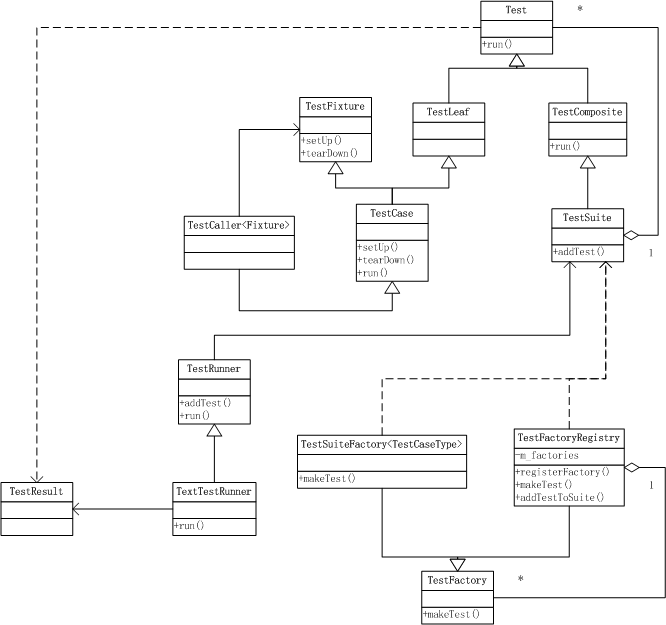 Test
*
+run()
TestFixture
+setUp()
+tearDown()
TestLeaf
TestComposite
+run()
TestCaller<Fixture>
TestCase
+setUp()
+tearDown()
+run()
TestSuite
+addTest()
1
TestRunner
+addTest()
+run()
TestSuiteFactory<TestCaseType>
+makeTest()
TestFactoryRegistry
-m_factories
+registerFactory()
+makeTest()
+addTestToSuite()
1
TestResult
TextTestRunner
+run()
TestFactory
*
+makeTest()